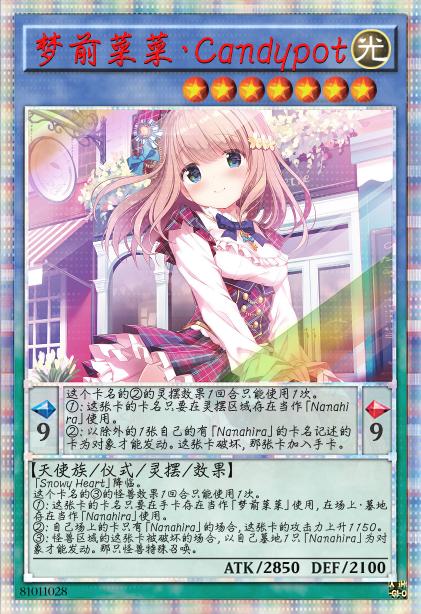 梦前菜菜·Candypot
光
这个卡名的②的灵摆效果1回合只能使用1次。
①:这张卡的卡名只要在灵摆区域存在当作「Nanahi
ra」使用。
②:以除外的1张自己的有「Nanahira」的卡名记述的
卡为对象才能发动。这张卡破坏,那张卡加入手卡。
9
9
【天使族/仪式/灵摆/效果】
「Snowy Heart」降临。
这个卡名的③的怪兽效果1回合只能使用1次。
①:这张卡的卡名只要在手卡存在当作「梦前菜菜」使用,在场上·墓地
存在当作「Nanahira」使用。
②:自己场上的卡只有「Nanahira」的场合,这张卡的攻击力上升1150。
③:怪兽区域的这张卡被破坏的场合,以自己墓地1只「Nanahira」为对
象才能发动。那只怪兽特殊召唤。
ATK/2850 DEF/2100
81011028